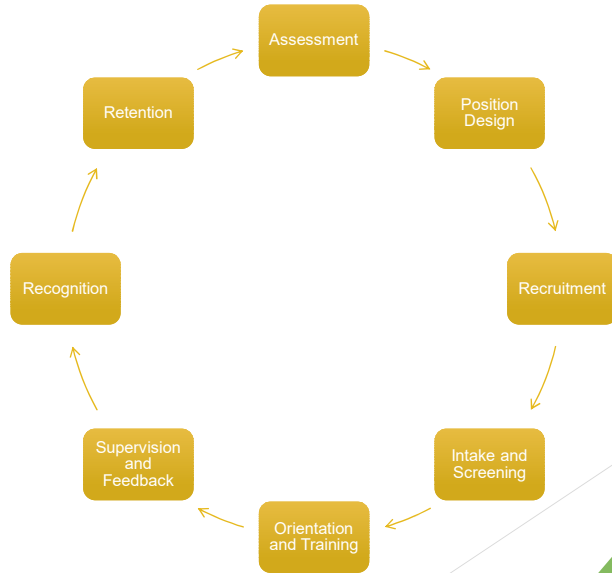 Assessment
Position
Design
Recruitment
Intake and
Screening
Orientation
and Training
Supervision
and
Feedback
Recognition
Retention